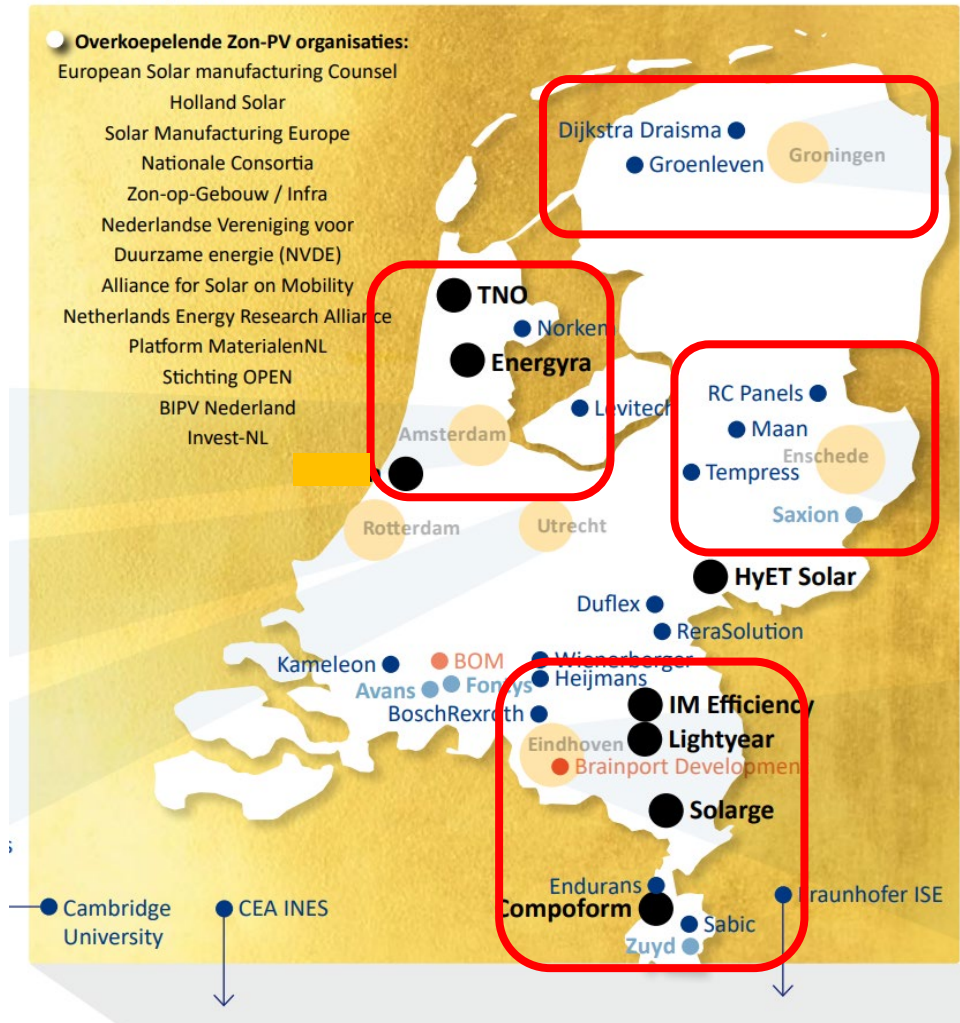 Overkoepelende Zon-PV organisaties:
European Solar manufacturing Counsel
Holland Solar
Solar Manufacturing Europe
Nationale Consortia
Zon-op-Gebouw / Infra
Nederlandse Vereniging voor
Duurzame energie (NVDE)
Alliance for Solar on Mobility
Netherlands Energy Research Alliance
Platform MaterialenNL
Stichting OPEN
BIPV Nederland
Invest-NL
Dijkstra Draisma
Groenleven
Groningen
TNO
Norken
Energyra
Levitech
Amsterdam
RC Panels
Maan
Enschede
Tempress
Saxion
Rotterdam
Utrecht
HyET Solar
Duflex
ReraSolution
Kameleon
BOM
Wienerberger
Avans
Fontys
Heijmans
BoschRexroth
IM Efficiency
Lightyear
Eindhoven
Brainport Developmen
Solarge
Endurans
Compoform
Sabic
Zuyd
Cambridge
University
CEA INES
Fraunhofer ISE